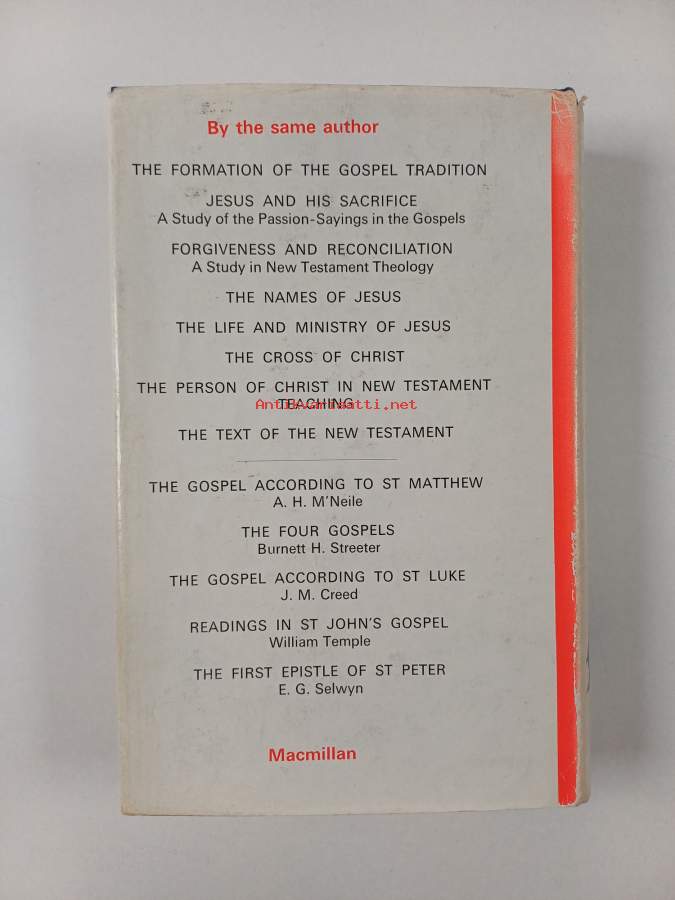 By the same author
THE FORMATION OF THE GOSPEL TRADITION
JESUS AND HIS SACRIFICE
A Study of the Passion-Sayings in the Gospels
FORGIVENESS AND RECONCILIATION
A Study in New Testament Theology
THE NAMES OF JESUS
THE LIFE AND MINISTRY OF JESUS
THE CROSS OF CHRIST
THE PERSON OF CHRIST IN NEW TESTAMENT
TEACHING
Antikvariaatti.net
THE TEXT OF THE NEW TESTAMENT
THE GOSPEL ACCORDING TO ST MATTHEW
A. H. M'Neile
THE FOUR GOSPELS
Burnett H. Streeter
THE GOSPEL ACCORDING TO ST LUKE
J. M. Creed
READINGS IN ST JOHN'S GOSPEL
William Temple
THE FIRST EPISTLE OF ST PETER
E. G. Selwyn
Macmillan